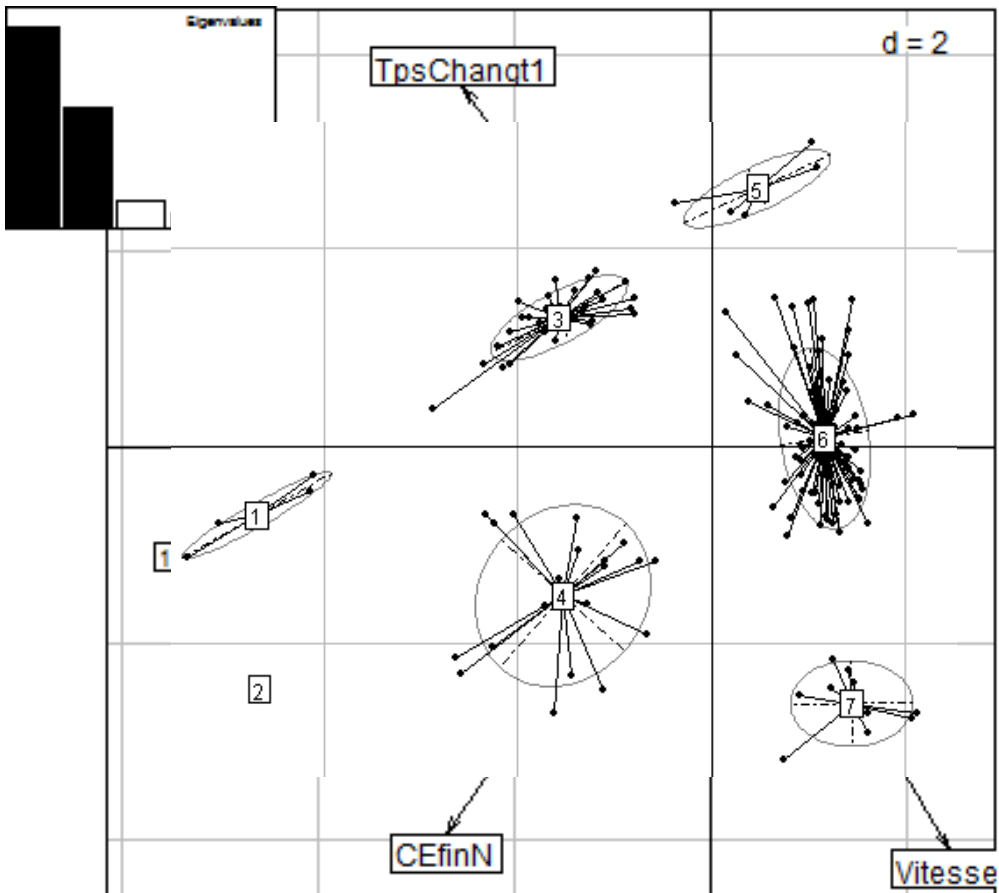 Eigenvalues
d = 2
TpsChangt1
5
3
6
1
1
4
2
7
CEfinN
Vitesse